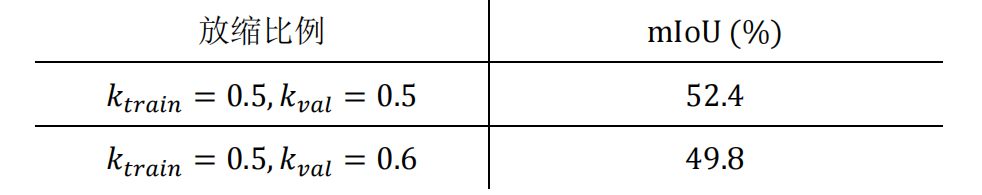 放缩比例 mIoU (%)
k_train = 0.5, k_val = 0.5 52.4
k_train = 0.5, k_val = 0.6 49.8